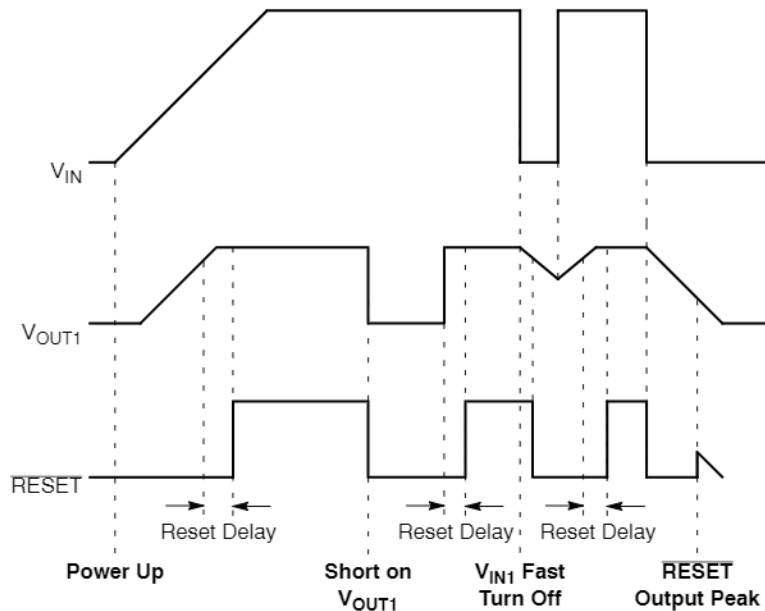 VIN
VOUT1
RESET
Reset Delay Reset Delay Reset Delay
Power Up Short on VIN1 Fast RESET
VOUT1 Turn Off Output Peak